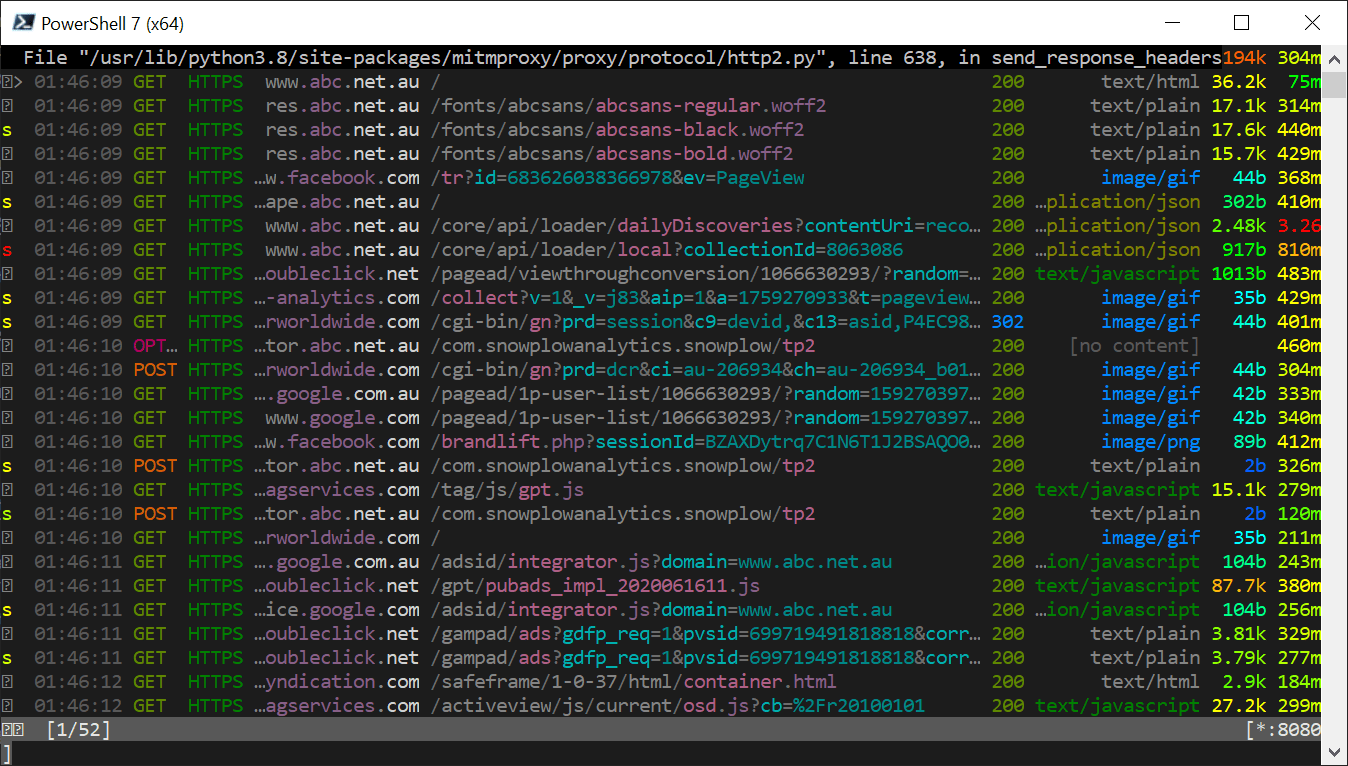 PowerShell 7 (x64)
File "/usr/lib/python3.8/site-packages/mitmproxy/proxy/protocol/http2.py", line 638, in send_response_headers194k 304m
> 01:46:09 GET HTTPS www.abc.net.au / 200 text/html 36.2k 75m
01:46:09 GET HTTPS res.abc.net.au /fonts/abcsans/abcsans-regular.woff2 200 text/plain 17.1k 314m
s 01:46:09 GET HTTPS res.abc.net.au /fonts/abcsans/abcsans-black.woff2 200 text/plain 17.6k 440m
01:46:09 GET HTTPS res.abc.net.au /fonts/abcsans/abcsans-bold.woff2 200 text/plain 15.7k 429m
01:46:09 GET HTTPS …w.facebook.com /tr?id=683626038366978&ev=PageView 200 image/gif 44b 368m
s 01:46:09 GET HTTPS …ape.abc.net.au / 200 …plication/json 302b 410m
01:46:09 GET HTTPS www.abc.net.au /core/api/loader/dailyDiscoveries?contentUri=reco… 200 …plication/json 2.48k 3.26
s 01:46:09 GET HTTPS www.abc.net.au /core/api/loader/local?collectionId=8063086 200 …plication/json 917b 810m
01:46:09 GET HTTPS …oubleclick.net /pagead/viewthroughconversion/1066630293/?random=… 200 text/javascript 1013b 483m
s 01:46:09 GET HTTPS …-analytics.com /collect?v=1&_v=j83&aip=1&a=1759270933&t=pageview… 200 image/gif 35b 429m
s 01:46:09 GET HTTPS …rworldwide.com /cgi-bin/gn?prd=session&c9=devid,&c13=asid,P4EC98… 302 image/gif 44b 401m
01:46:10 OPT… HTTPS …tor.abc.net.au /com.snowplowanalytics.snowplow/tp2 200 [no content] 460m
01:46:10 POST HTTPS …rworldwide.com /cgi-bin/gn?prd=dcr&ci=au-206934&ch=au-206934_b01… 200 image/gif 44b 304m
01:46:10 GET HTTPS ….google.com.au /pagead/1p-user-list/1066630293/?random=159270397… 200 image/gif 42b 333m
01:46:10 GET HTTPS www.google.com /pagead/1p-user-list/1066630293/?random=159270397… 200 image/gif 42b 340m
01:46:10 GET HTTPS …w.facebook.com /brandlift.php?sessionId=BZAXDytrq7C1N6T1J2BSAQO0… 200 image/png 89b 412m
s 01:46:10 POST HTTPS …tor.abc.net.au /com.snowplowanalytics.snowplow/tp2 200 text/plain 2b 326m
01:46:10 GET HTTPS …agservices.com /tag/js/gpt.js 200 text/javascript 15.1k 279m
s 01:46:10 POST HTTPS …tor.abc.net.au /com.snowplowanalytics.snowplow/tp2 200 text/plain 2b 120m
01:46:10 GET HTTPS …rworldwide.com / 200 image/gif 35b 211m
01:46:11 GET HTTPS ….google.com.au /adsid/integrator.js?domain=www.abc.net.au 200 …ion/javascript 104b 243m
01:46:11 GET HTTPS …oubleclick.net /gpt/pubads_impl_2020061611.js 200 text/javascript 87.7k 380m
s 01:46:11 GET HTTPS …ice.google.com /adsid/integrator.js?domain=www.abc.net.au 200 …ion/javascript 104b 256m
01:46:11 GET HTTPS …oubleclick.net /gampad/ads?gdfp_req=1&pvsid=699719491818818&corr… 200 text/plain 3.81k 329m
s 01:46:11 GET HTTPS …oubleclick.net /gampad/ads?gdfp_req=1&pvsid=699719491818818&corr… 200 text/plain 3.79k 277m
01:46:12 GET HTTPS …yndication.com /safeframe/1-0-37/html/container.html 200 text/html 2.9k 184m
01:46:12 GET HTTPS …agservices.com /activeview/js/current/osd.js?cb=%2Fr20100101 200 text/javascript 27.2k 299m
[1/52] [*:8080
]